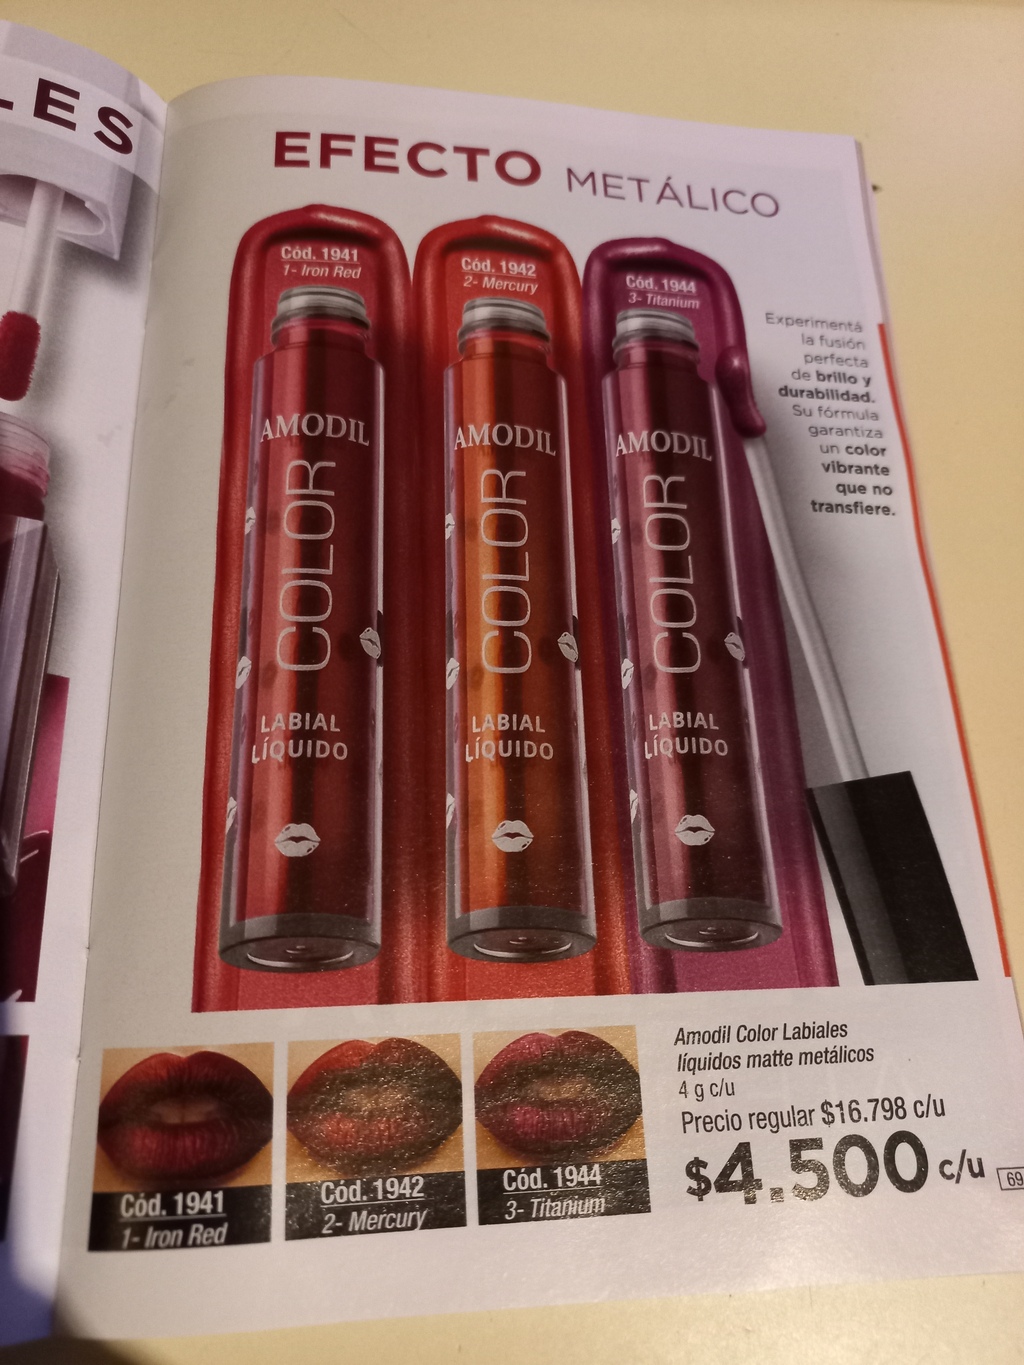 LES
EFECTO METÁLICO
Cód. 1941
1- Iron Red
Cód. 1942
2- Mercury
Cód. 1944
3- Titanium
Experimentá
la fusión
perfecta
de brillo y
durabilidad.
Su fórmula
garantiza
un color
vibrante
que no
transfiere.
AMODIL
COLOR
LABIAL
LÍQUIDO
AMODIL
COLOR
LABIAL
LÍQUIDO
AMODIL
COLOR
LABIAL
LÍQUIDO
Cód. 1941
1- Iron Red
Cód. 1942
2- Mercury
Cód. 1944
3- Titanium
Amodil Color Labiales
líquidos matte metálicos
4 g c/u
Precio regular $16.798 c/u
$4.500 c/u
69